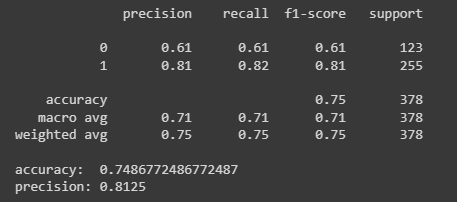 precision recall f1-score support
0 0.61 0.61 0.61 123
1 0.81 0.82 0.81 255
accuracy 0.75 378
macro avg 0.71 0.71 0.71 378
weighted avg 0.75 0.75 0.75 378
accuracy: 0.7486772486772487
precision: 0.8125